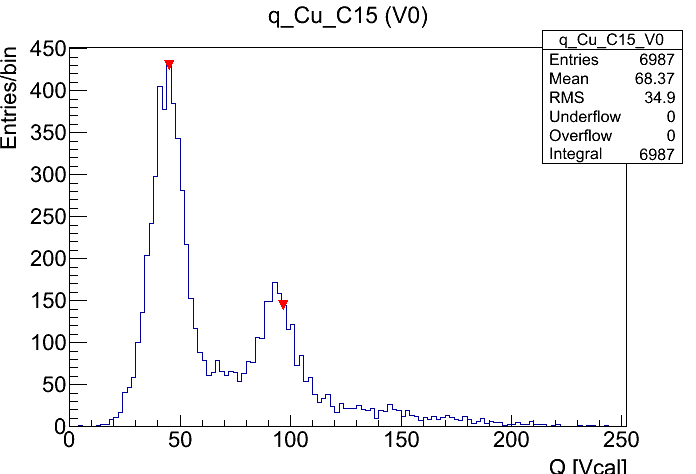 q_Cu_C15 (V0)
q_Cu_C15_V0
Entries 6987
Mean 68.37
RMS 34.9
Underflow 0
Overflow 0
Integral 6987
Entries/bin
450
400
350
300
250
200
150
100
50
0
0 50 100 150 200 250
Q [Vcal]